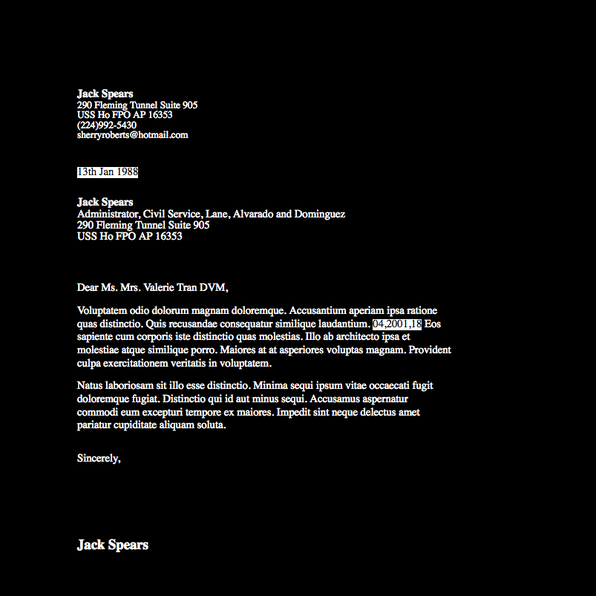 Jack Spears
290 Fleming Tunnel Suite 905
USS Ho FPO AP 16353
(224)992-5430
sherryroberts@hotmail.com
13th Jan 1988
Jack Spears
Administrator, Civil Service, Lane, Alvarado and Dominguez
290 Fleming Tunnel Suite 905
USS Ho FPO AP 16353
Dear Ms. Mrs. Valerie Tran DVM,
Voluptatem odio dolorum magnam doloremque. Accusantium aperiam ipsa ratione
quas distinctio. Quis recusandae consequatur similique laudantium. 04,2001,18 Eos
sapiente cum corporis iste distinctio quas molestias. Illo ab architecto ipsa et
molestiae atque similique porro. Maiores at at asperiores voluptas magnam. Provident
culpa exercitationem veritatis in voluptatem.
Natus laboriosam sit illo esse distinctio. Minima sequi ipsum vitae occaecati fugit
doloremque fugiat. Distinctio qui id aut minus sequi. Accusamus aspernatur
commodi eum excepturi tempore ex maiores. Impedit sint neque delectus amet
pariatur cupiditate aliquam soluta.
Sincerely,
Jack Spears